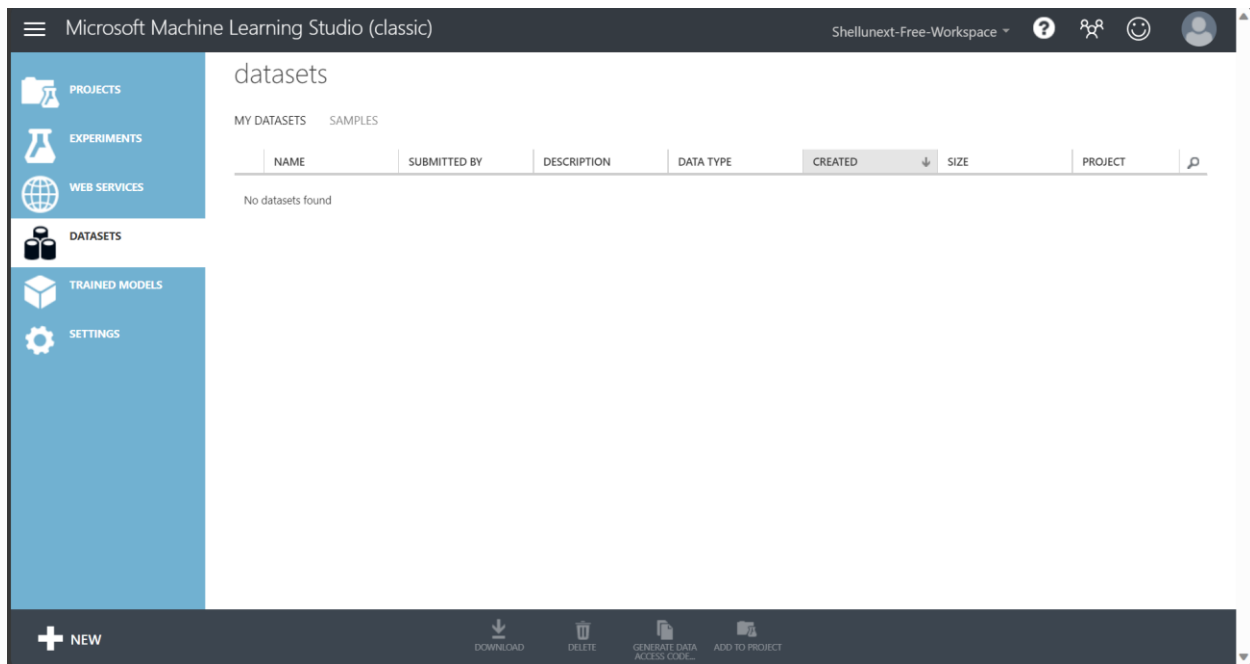 Microsoft Machine Learning Studio (classic)
Shellunext-Free-Workspace
?
PROJECTS
EXPERIMENTS
WEB SERVICES
DATASETS
TRAINED MODELS
SETTINGS
datasets
MY DATASETS SAMPLES
NAME SUBMITTED BY DESCRIPTION DATA TYPE CREATED SIZE PROJECT
No datasets found
NEW
DOWNLOAD
DELETE
GENERATE DATA
ACCESS CODE...
ADD TO PROJECT